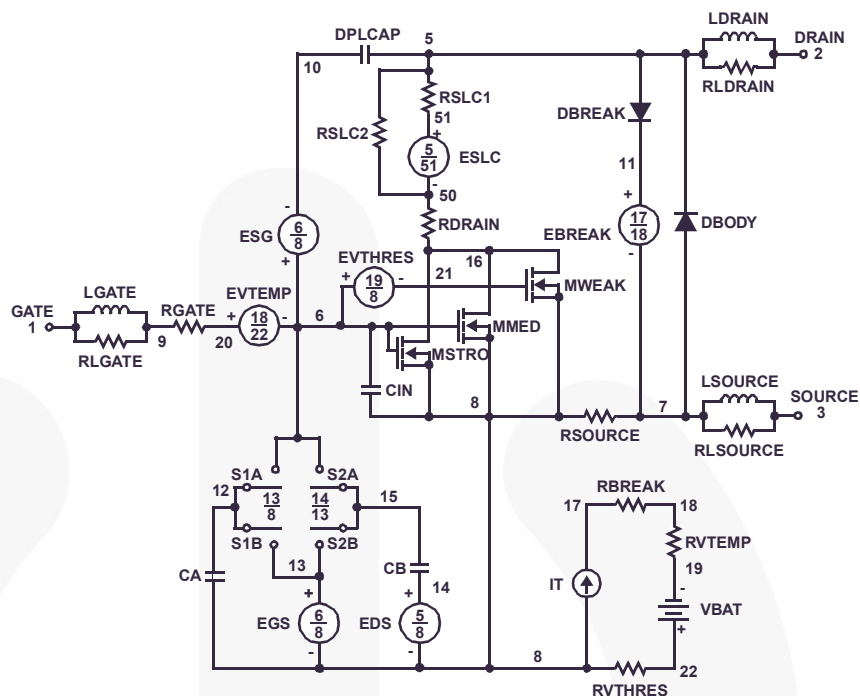 LDRAIN
DPLCAP 5 DRAIN
10 2
RLDRAIN
RSLC1
51
DBREAK
RSLC2
+
5
51
ESLC
-
11
50
-
RDRAIN
+
17
18
EBREAK
-
DBODY
6
8
ESG
+
EVTHRES
16
21
+ 19 -
8
MWEAK
LGATE
GATE
1
RGATE
EVTEMP
+ 18 -
22
6
MMED
9
20
RLGATE
MSTRO
CIN
LSOURCE
SOURCE
3
8
7
RSOURCE
RLSOURCE
S1A
S2A
12
13
8
14
13
15
S1B
S2B
13
CA
CB
14
+
6
8
EGS
-
+
5
8
EDS
-
RBREAK
17
18
RVTEMP
19
IT
-
VBAT
+
8
22
RVTHRES